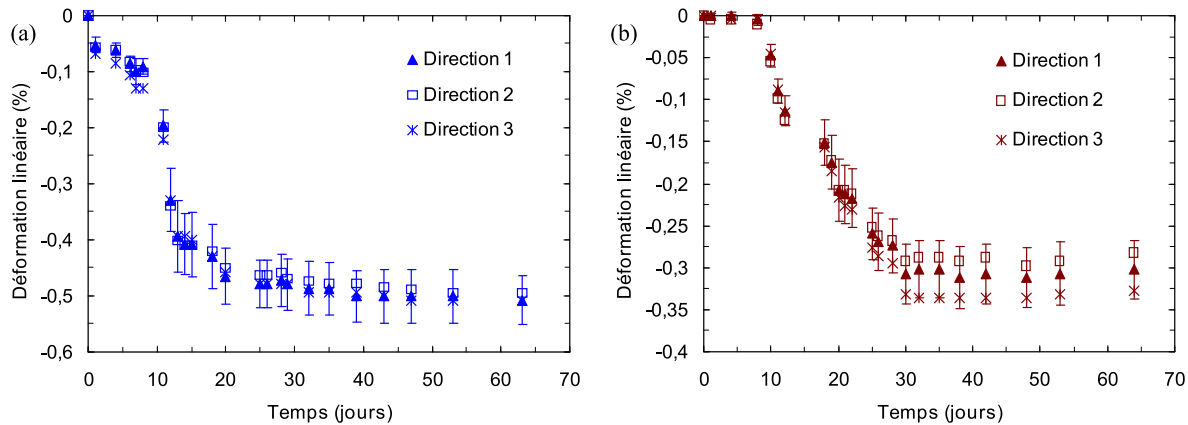 (a)
Déformation linéaire (%)
0
-0,1
-0,2
-0,3
-0,4
-0,5
-0,6
Direction 1
Direction 2
Direction 3
0 10 20 30 40 50 60 70
Temps (jours)
(b)
Déformation linéaire (%)
0
-0,05
-0,1
-0,15
-0,2
-0,25
-0,3
-0,35
-0,4
Direction 1
Direction 2
Direction 3
0 10 20 30 40 50 60 70
Temps (jours)